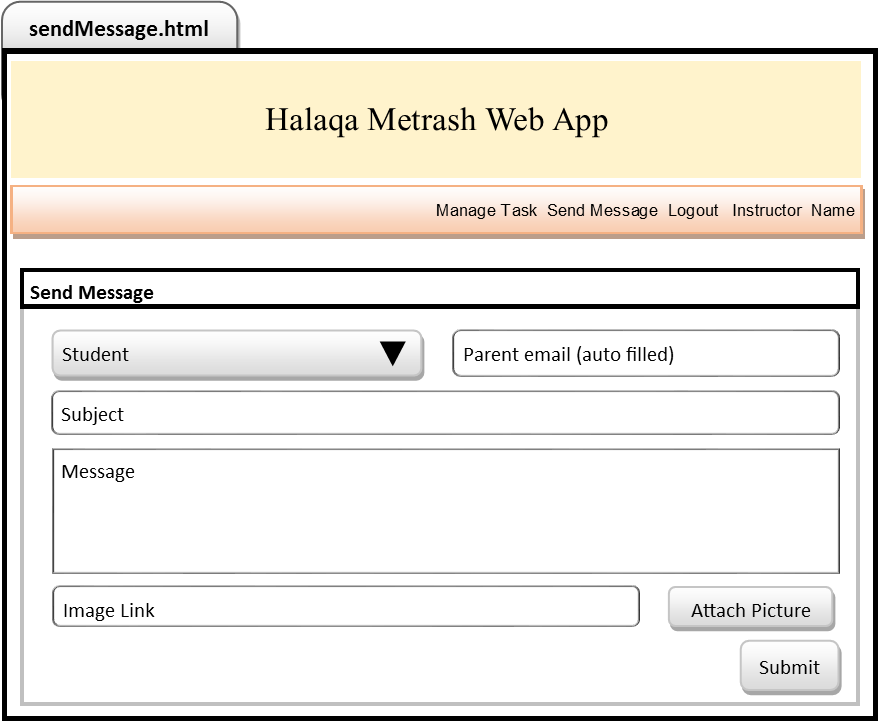 sendMessage.html
Halaqa Metrash Web App
Manage Task Send Message Logout Instructor Name
Send Message
Student Parent email (auto filled)
Subject
Message
Image Link Attach Picture
Submit